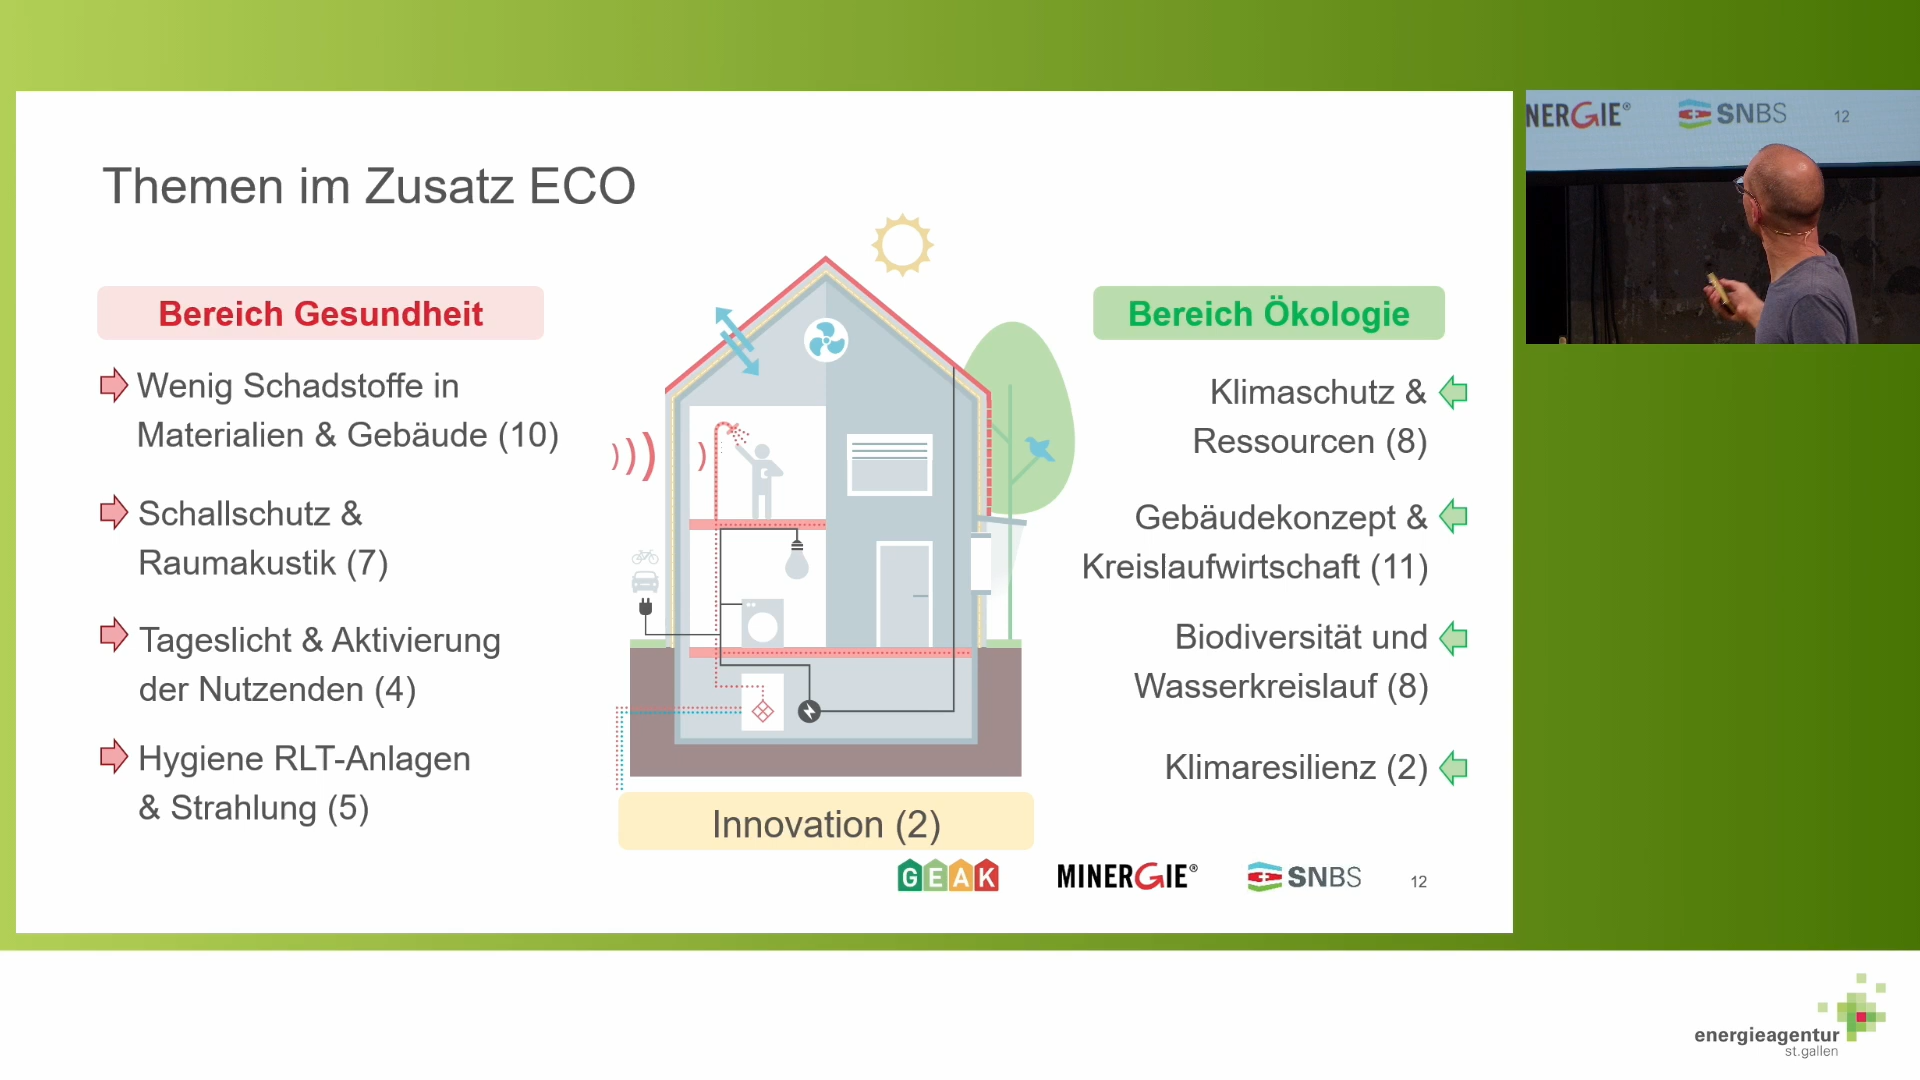 Themen im Zusatz ECO
Bereich Gesundheit
Wenig Schadstoffe in
Materialien & Gebäude (10)
Schallschutz &
Raumakustik (7)
Tageslicht & Aktivierung
der Nutzenden (4)
Hygiene RLT-Anlagen
& Strahlung (5)
Innovation (2)
Bereich Ökologie
Klimaschutz &
Ressourcen (8)
Gebäudekonzept &
Kreislaufwirtschaft (11)
Biodiversität und
Wasserkreislauf (8)
Klimaresilienz (2)
GEAK
MINERGIE®
SNBS
12
NERGIE®
SNBS
12
energieagentur
st.gallen